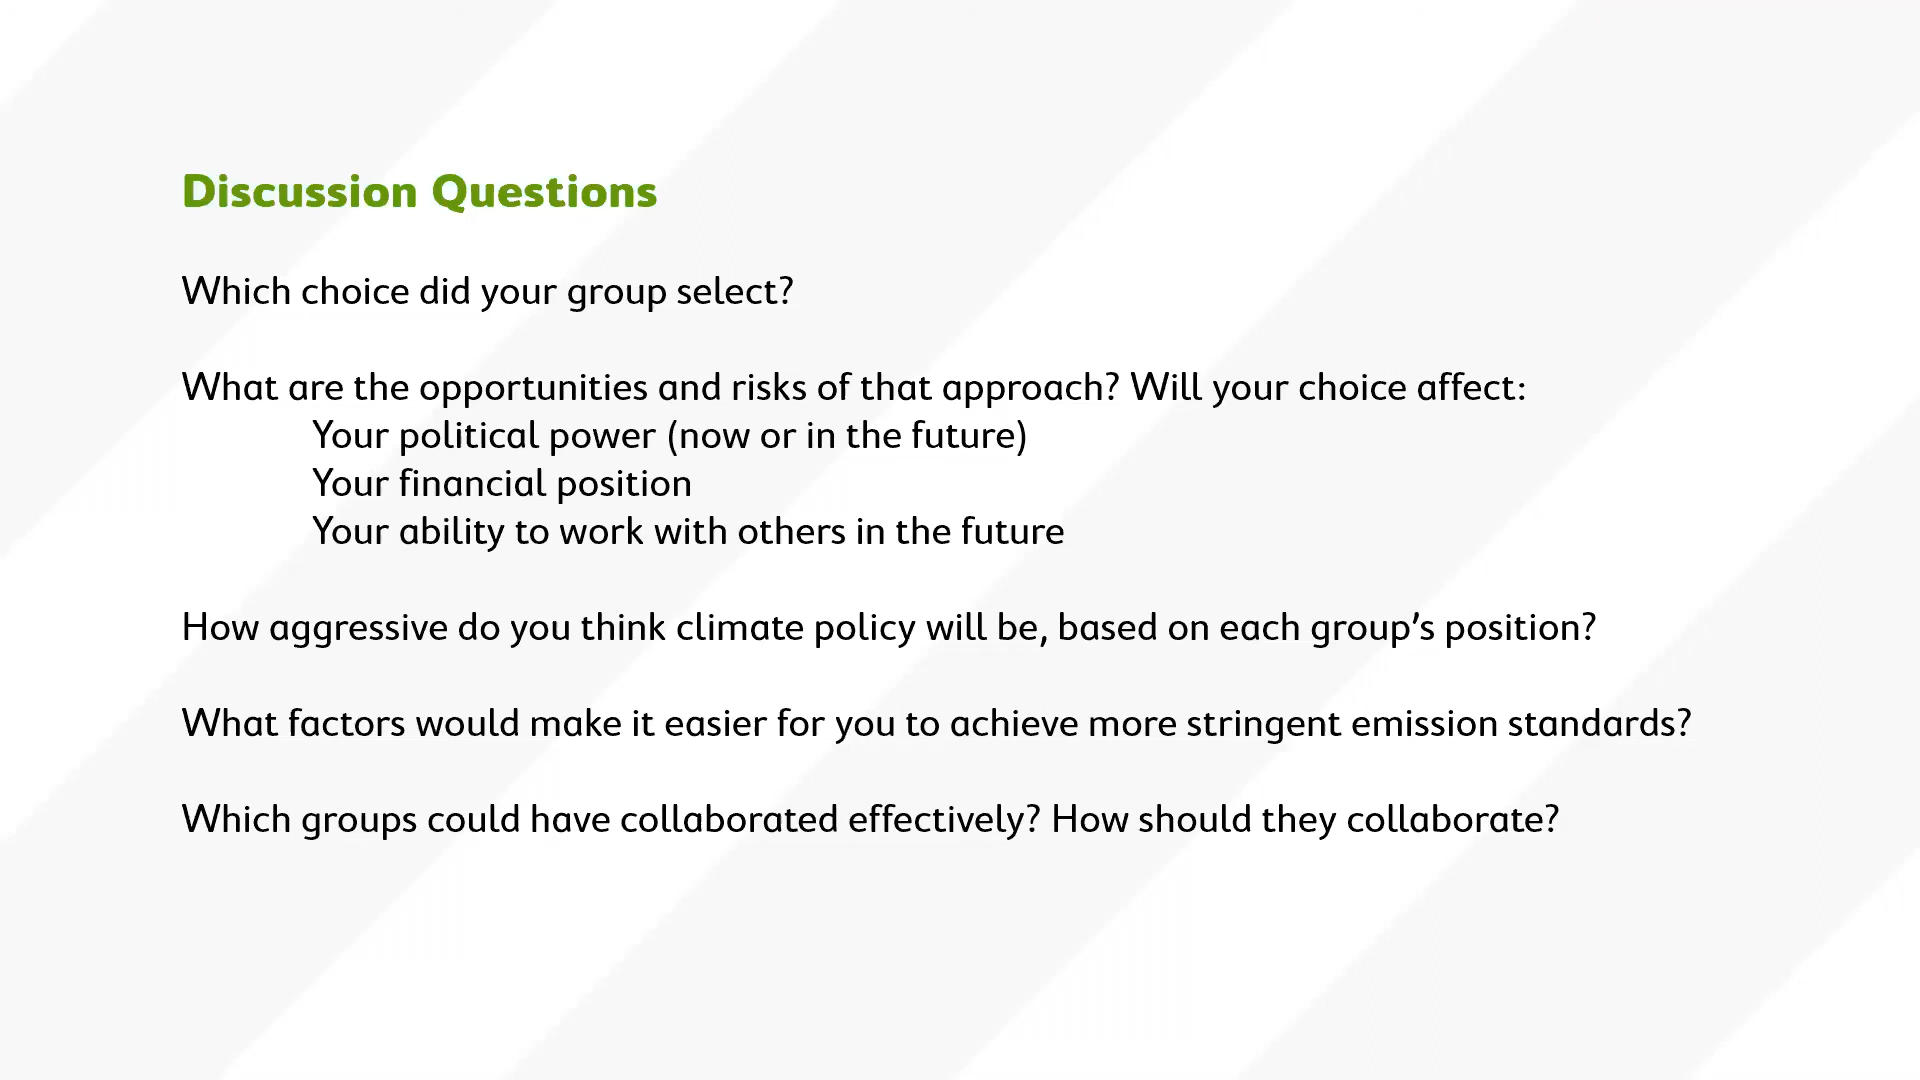 Discussion Questions
Which choice did your group select?
What are the opportunities and risks of that approach? Will your choice affect:
Your political power (now or in the future)
Your financial position
Your ability to work with others in the future
How aggressive do you think climate policy will be, based on each group’s position?
What factors would make it easier for you to achieve more stringent emission standards?
Which groups could have collaborated effectively? How should they collaborate?